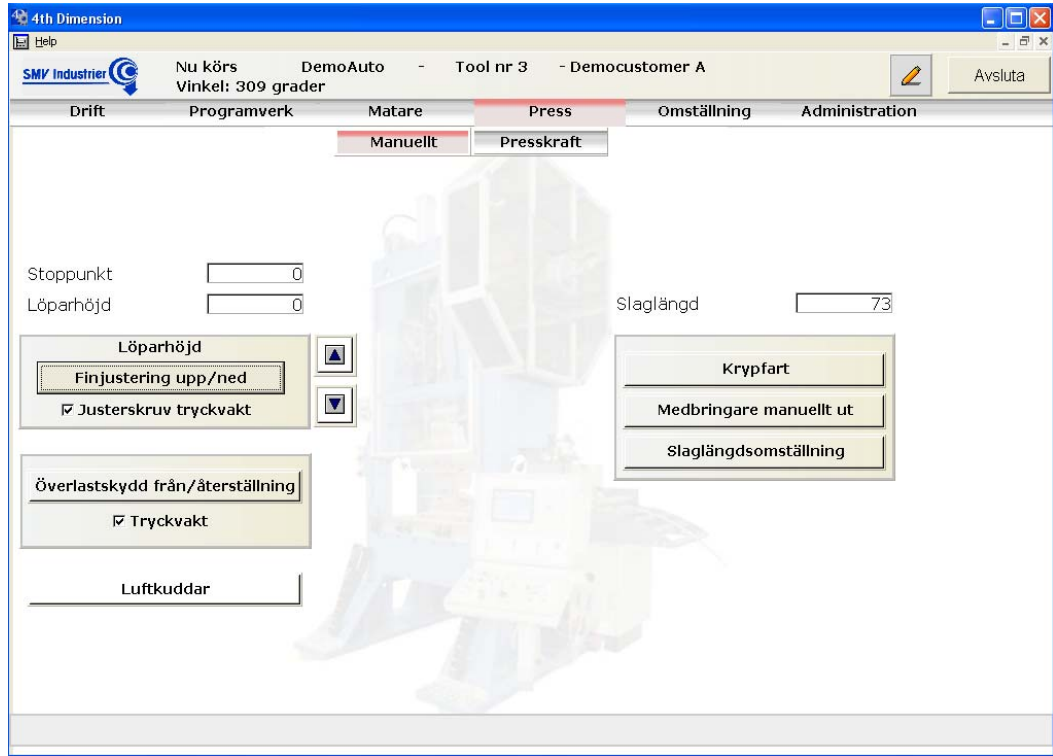 4th Dimension
Help
SMV Industrier
Nu körs DemoAuto - Tool nr 3 - Democustomer A
Vinkel: 309 grader
Avsluta
Drift Programverk Matare Press Omställning Administration
Manuellt Presskraft
Stoppunkt 0
Löparhöjd 0
Slaglängd 73
Löparhöjd
Finjustering upp/ned
Justerskruv tryckvakt
Krypfart
Medbringare manuellt ut
Slaglängdsomställning
Överlastskydd från/återställning
Tryckvakt
Luftkuddar